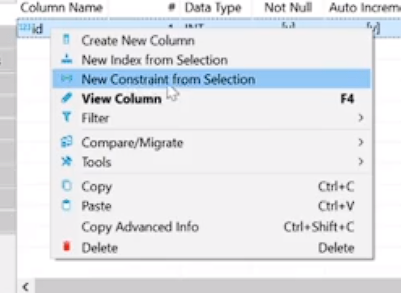 Column Name # Data Type Not Null Auto Increme
123 id 1 INT [v] [v]
Create New Column
New Index from Selection
New Constraint from Selection
View Column F4
Filter
Compare/Migrate
Tools
Copy Ctrl+C
Paste Ctrl+V
Copy Advanced Info Ctrl+Shift+C
Delete Delete